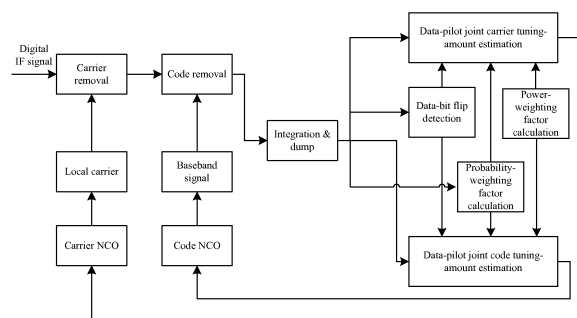 Digital
IF signal
Carrier
removal
Code removal
Integration &
dump
Local carrier
Baseband
signal
Carrier NCO
Code NCO
Data-pilot joint carrier tuning-
amount estimation
Data-bit flip
detection
Power-
weighting
factor
calculation
Probability-
weighting
factor
calculation
Data-pilot joint code tuning-
amount estimation